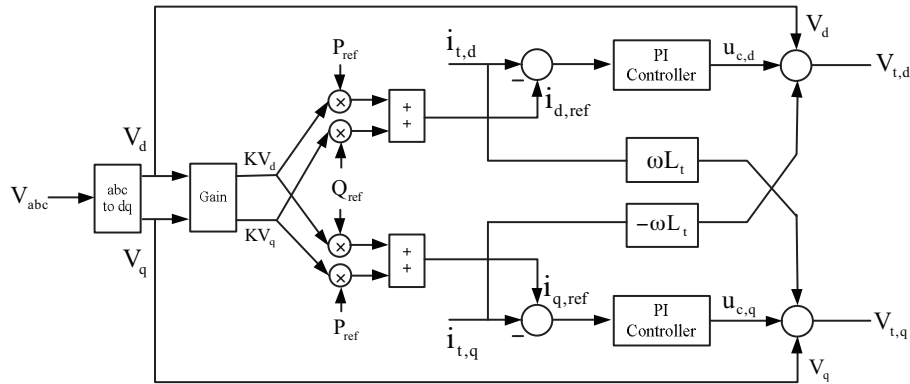 V_d
P_ref
i_t,d
PI
Controller
u_c,d
V_t,d
−
i_d,ref
×
+
+
V_d
KV_d
×
V_abc
abc
to dq
Gain
Q_ref
ωL_t
−ωL_t
KV_q
V_q
×
+
+
×
P_ref
i_q,ref
i_t,q
−
PI
Controller
u_c,q
V_t,q
V_q